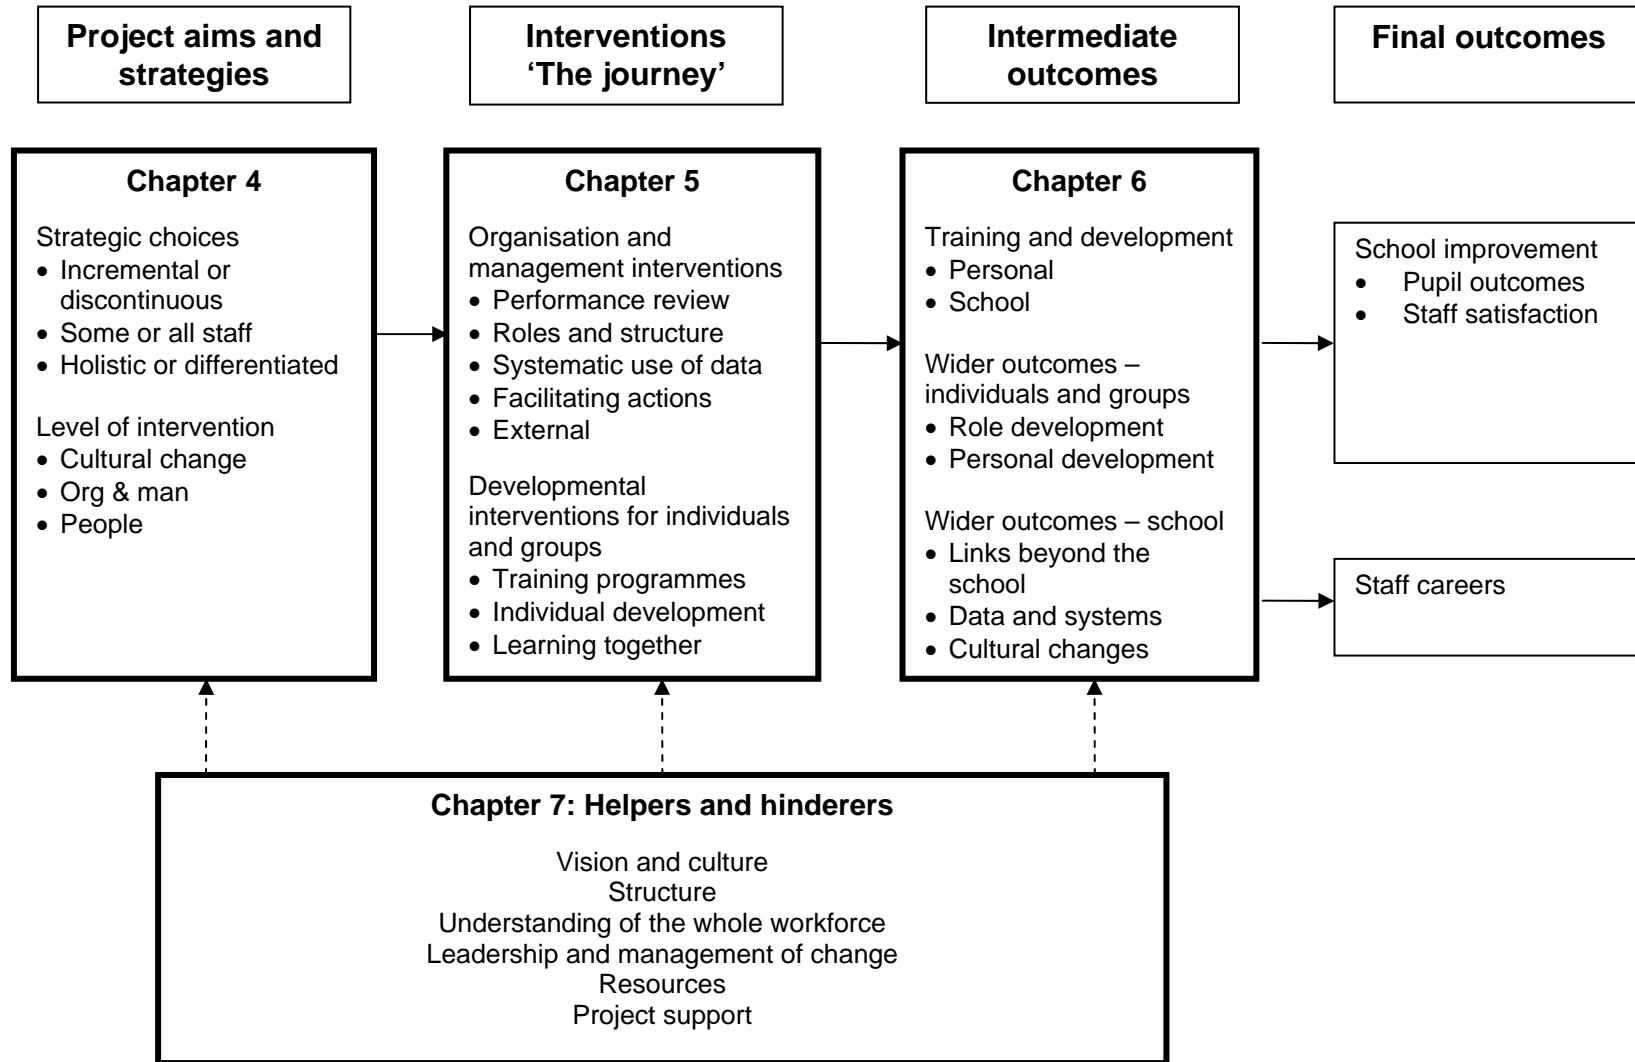 Project aims and
strategies
Interventions
‘The journey’
Intermediate
outcomes
Final outcomes
Chapter 4
Strategic choices
• Incremental or
discontinuous
• Some or all staff
• Holistic or differentiated
Level of intervention
• Cultural change
• Org & man
• People
Chapter 5
Organisation and
management interventions
• Performance review
• Roles and structure
• Systematic use of data
• Facilitating actions
• External
Developmental
interventions for individuals
and groups
• Training programmes
• Individual development
• Learning together
Chapter 6
Training and development
• Personal
• School
Wider outcomes –
individuals and groups
• Role development
• Personal development
Wider outcomes – school
• Links beyond the
school
• Data and systems
• Cultural changes
School improvement
• Pupil outcomes
• Staff satisfaction
Staff careers
Chapter 7: Helpers and hinderers
Vision and culture
Structure
Understanding of the whole workforce
Leadership and management of change
Resources
Project support